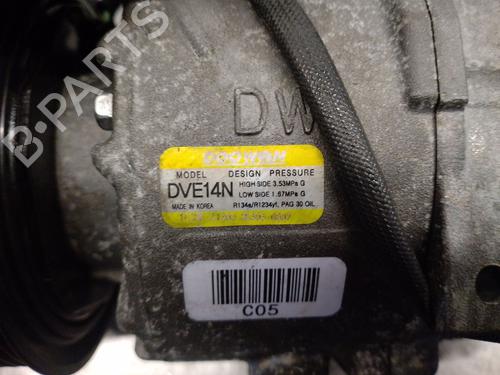 B-PARTS
DW
DOOWON
MODEL DESIGN PRESSURE
DVE14N HIGH SIDE 3.53MPa G
LOW SIDE 1.67MPa G
MADE IN KOREA R134a/R1234yf, PAG 30 OIL
C05